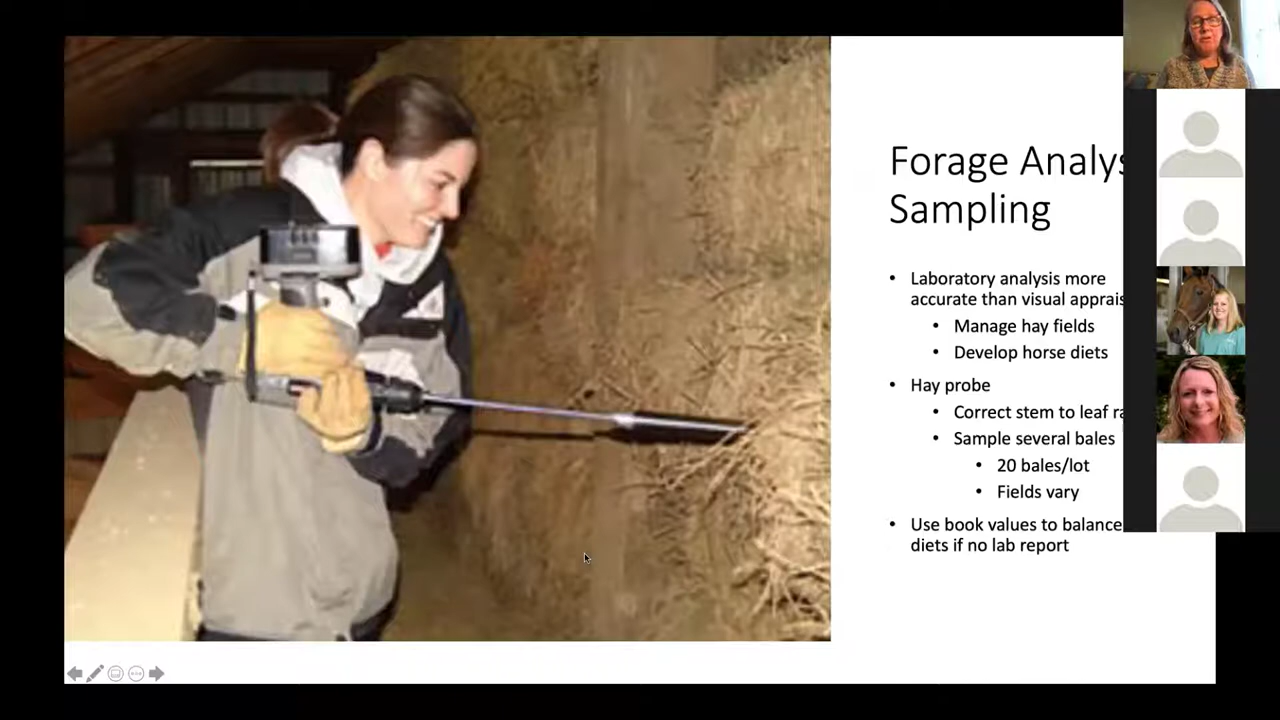 Forage Analys
Sampling
• Laboratory analysis more
accurate than visual apprais
• Manage hay fields
• Develop horse diets
• Hay probe
• Correct stem to leaf ra
• Sample several bales
• 20 bales/lot
• Fields vary
• Use book values to balance
diets if no lab report